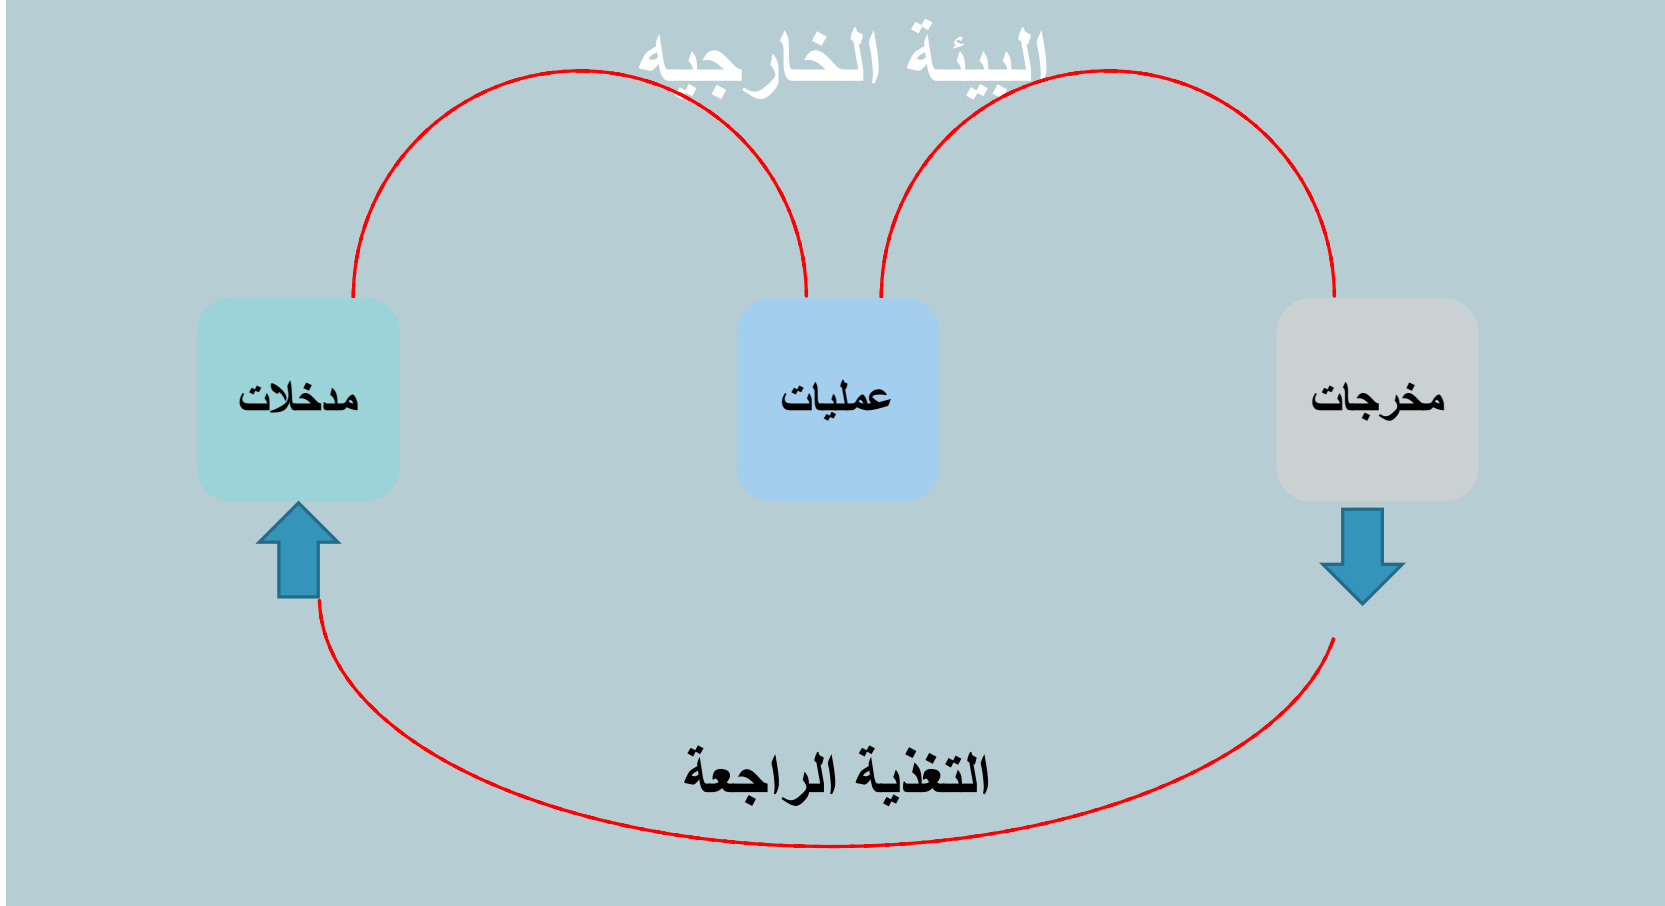 البيئة الخارجيه
مدخلات
عمليات
مخرجات
التغذية الراجعة